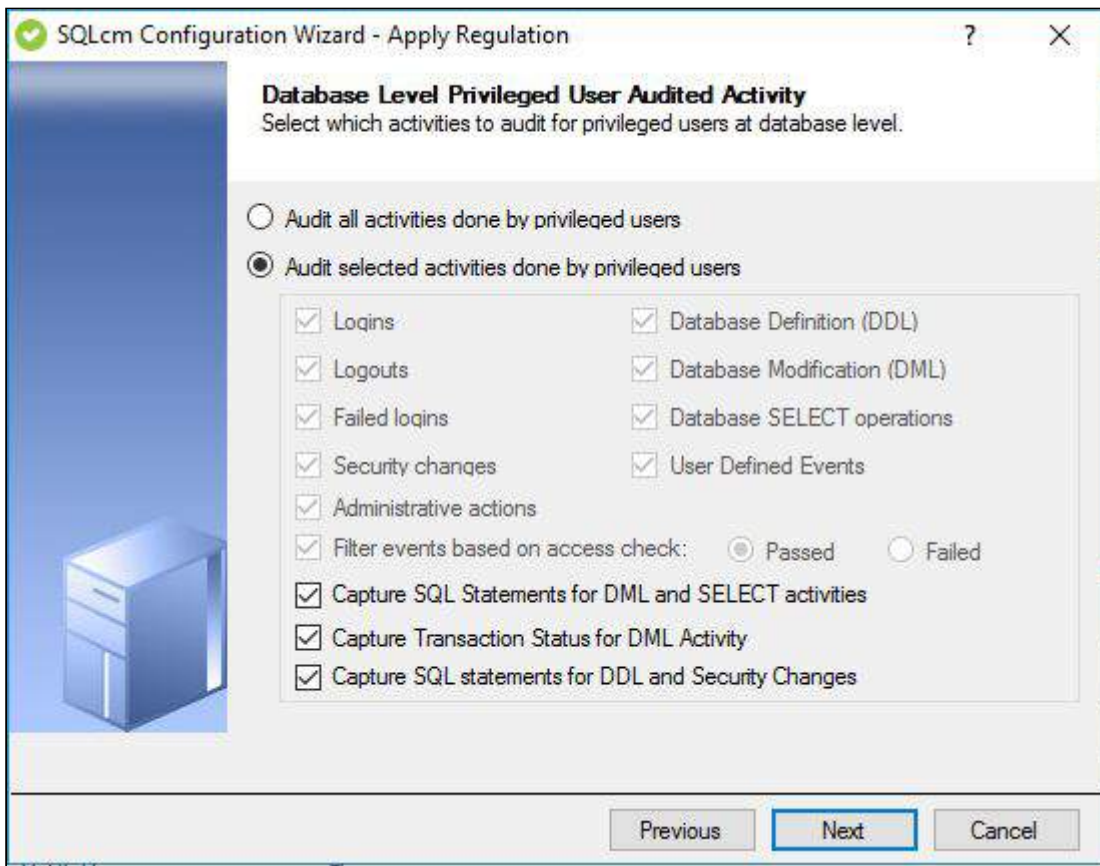 SQLcm Configuration Wizard - Apply Regulation ?
Database Level Privileged User Audited Activity
Select which activities to audit for privileged users at database level.
Audit all activities done by privileged users
Audit selected activities done by privileged users
Logins Database Definition (DDL)
Logouts Database Modification (DML)
Failed logins Database SELECT operations
Security changes User Defined Events
Administrative actions
Filter events based on access check: Passed Failed
Capture SQL Statements for DML and SELECT activities
Capture Transaction Status for DML Activity
Capture SQL statements for DDL and Security Changes
Previous Next Cancel